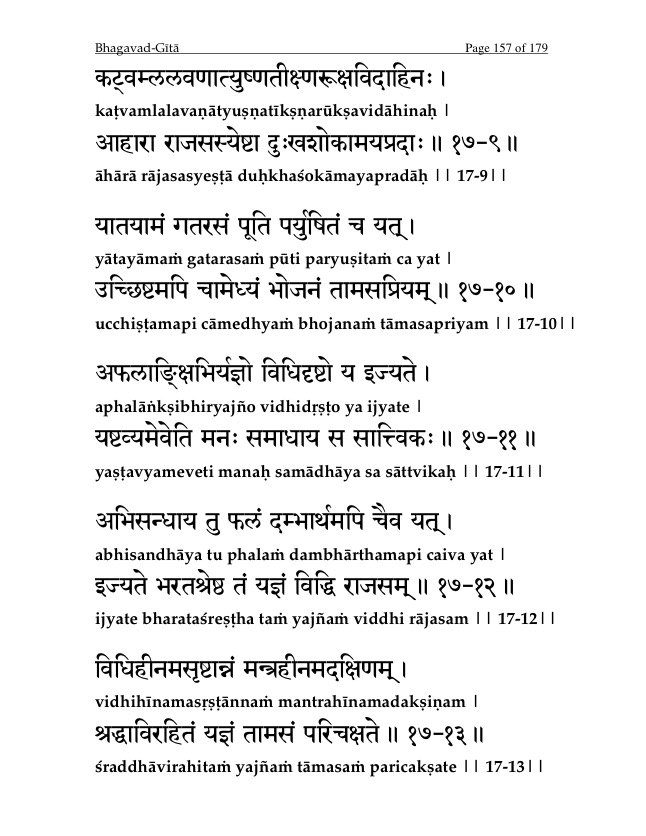 Bhagavad-Gītā Page 157 of 179
कट्वम्ललवणात्युष्णतीक्ष्णरूक्षविदाहिनः।
kaṭvamlalavaṇātyuṣṇatīkṣṇarūkṣavidāhinaḥ |
आहारा राजसस्येष्टा दुःखशोकामयप्रदाः॥ १७-९॥
āhārā rājasasyeṣṭā duḥkhaśokāmayapradāḥ || 17-9||
यातयामं गतरसं पूति पर्युषितं च यत्।
yātayāmaṁ gatarasaṁ pūti paryuṣitaṁ ca yat |
उच्छिष्टमपि चामेध्यं भोजनं तामसप्रियम्॥ १७-१०॥
ucchiṣṭamapi cāmedhyaṁ bhojanaṁ tāmasapriyam || 17-10||
अफलाङ्क्षिभिर्यज्ञो विधिदृष्टो य इज्यते।
aphalāṅkṣibhiryajño vidhidṛṣṭo ya ijyate |
यष्टव्यमेवेति मनः समाधाय स सात्त्विकः॥ १७-११॥
yaṣṭavyameveti manaḥ samādhāya sa sāttvikaḥ || 17-11||
अभिसन्धाय तु फलं दम्भार्थमपि चैव यत्।
abhisandhāya tu phalaṁ dambhārthamapi caiva yat |
इज्यते भरतश्रेष्ठ तं यज्ञं विद्धि राजसम्॥ १७-१२॥
ijyate bharataśreṣṭha taṁ yajñaṁ viddhi rājasam || 17-12||
विधिहीनमसृष्टान्नं मन्त्रहीनमदक्षिणम्।
vidhihīnamasṛṣṭānnaṁ mantrahīnamadakṣiṇam |
श्रद्धाविरहितं यज्ञं तामसं परिचक्षते॥ १७-१३॥
śraddhāvirahitaṁ yajñaṁ tāmasaṁ paricakṣate || 17-13||